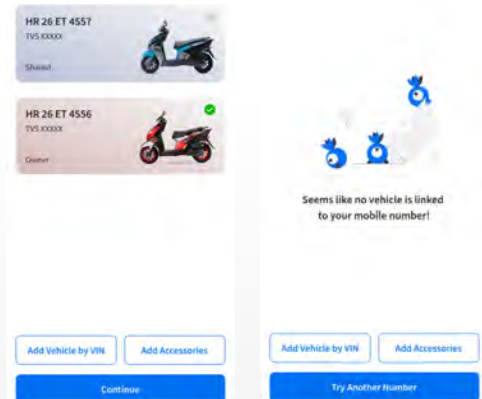 HR 26 ET 4557
TVS XXXXX
Shared
HR 26 ET 4556
TVS XXXXX
Owner
Add Vehicle by VIN
Add Accessories
Continue
Seems like no vehicle is linked
to your mobile number!
Add Vehicle by VIN
Add Accessories
Try Another Number